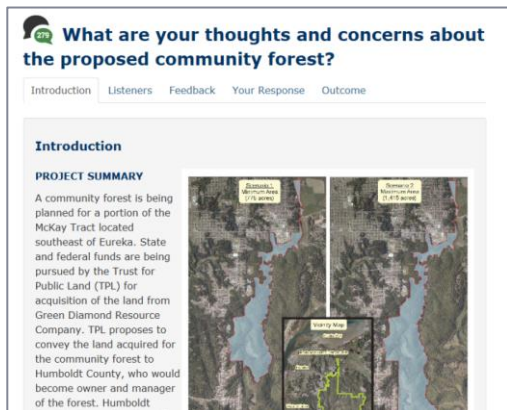 279
What are your thoughts and concerns about
the proposed community forest?
Introduction Listeners Feedback Your Response Outcome
Introduction
PROJECT SUMMARY
A community forest is being
planned for a portion of the
McKay Tract located
southeast of Eureka. State
and federal funds are being
pursued by the Trust for
Public Land (TPL) for
acquisition of the land from
Green Diamond Resource
Company. TPL proposes to
convey the land acquired for
the community forest to
Humboldt County, who would
become owner and manager
of the forest. Humboldt
Scenario 1
Minimum Area
Scenario 2
Maximum Area
Vicinity Map